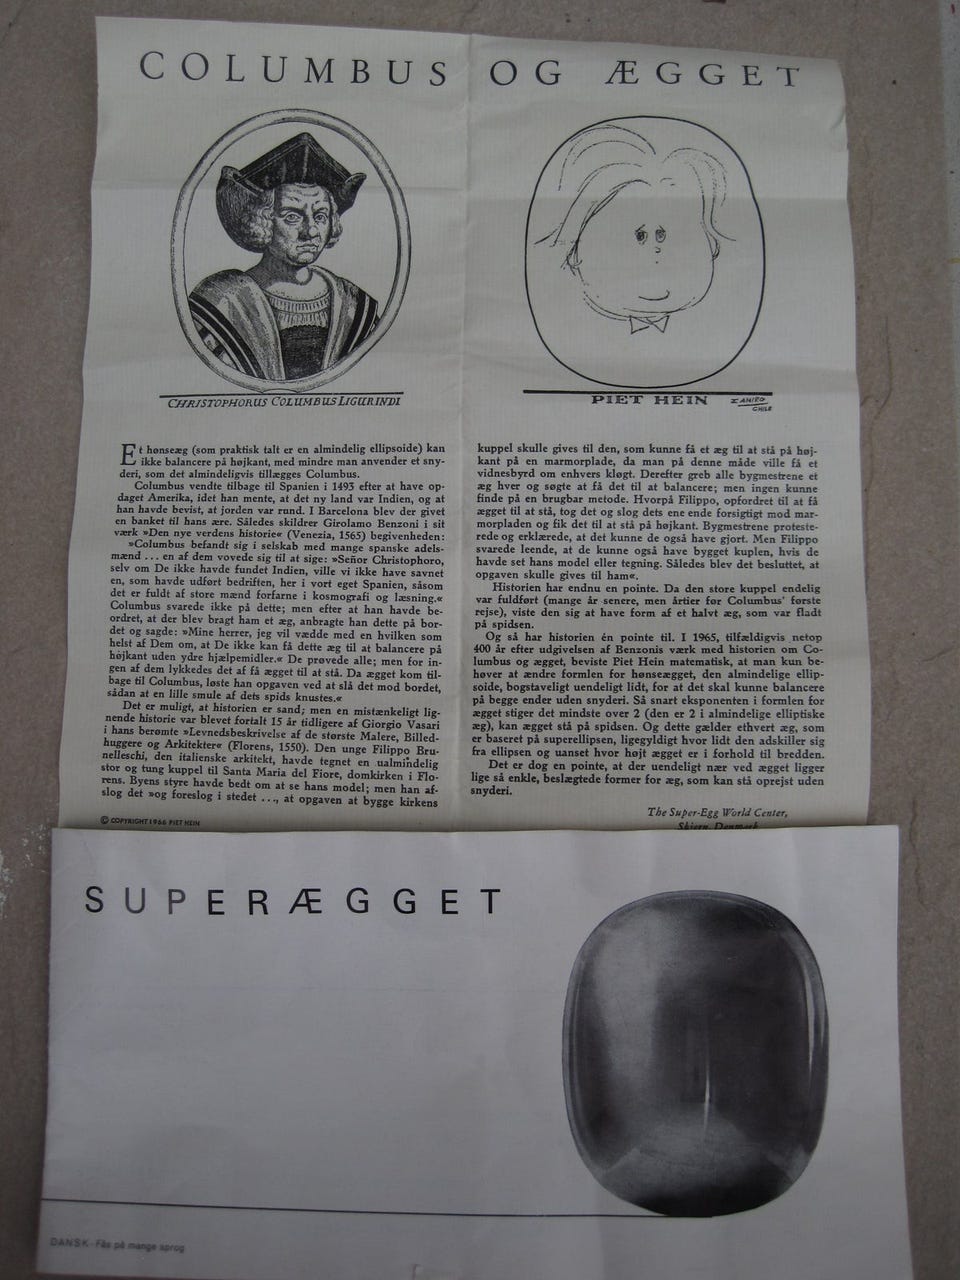 COLUMBUS OG ÆGGET
CHRISTOPHORUS COLUMBUS LIGURINDI
PIET HEIN
CHILE
Et hønseæg (som praktisk talt er en almindelig ellipsoide) kan
ikke balancere på højkant, med mindre man anvender et sny-
deri, som det almindeligvis tillægges Columbus.
Columbus vendte tilbage til Spanien i 1493 efter at have op-
daget Amerika, idet han mente, at det ny land var Indien, og at
han havde bevist, at jorden var rund. I Barcelona blev der givet
en banket til hans ære. Således skildrer Girolamo Benzoni i sit
værk »Den nye verdens historie« (Venezia, 1565) begivenheden:
»Columbus befandt sig i selskab med mange spanske adels-
mænd . . . en af dem vovede sig til at sige: »Señor Christophoro,
selv om De ikke havde fundet Indien, ville vi ikke have savnet
en, som havde udført bedriften, her i vort eget Spanien, såsom
det er fuldt af store mænd forfarne i kosmografi og læsning.«
Columbus svarede ikke på dette; men efter at han havde be-
ordret, at der blev bragt ham et æg, anbragte han dette på bor-
det og sagde: »Mine herrer, jeg vil vædde med en hvilken som
helst af Dem om, at De ikke kan få dette æg til at balancere på
højkant uden ydre hjælpemidler.« De prøvede alle; men for in-
gen af dem lykkedes det af få ægget til at stå. Da ægget kom til-
bage til Columbus, løste han opgaven ved at slå det mod bordet,
sådan at en lille smule af dets spids knustes.«
Det er muligt, at historien er sand; men en mistænkeligt lig-
nende historie var blevet fortalt 15 år tidligere af Giorgio Vasari
i hans berømte »Levnedsbeskrivelse af de største Malere, Billed-
huggere og Arkitekter« (Florens, 1550). Den unge Filippo Bru-
nelleschi, den italienske arkitekt, havde tegnet en ualmindelig
stor og tung kuppel til Santa Maria del Fiore, domkirken i Flo-
rens. Byens styre havde bedt om at se hans model; men han af-
slog det »og foreslog i stedet . . ., at opgaven at bygge kirkens
© COPYRIGHT 1966 PIET HEIN
kuppel skulle gives til den, som kunne få et æg til at stå på høj-
kant på en marmorplade, da man på denne måde ville få et
vidnesbyrd om enhvers kløgt. Derefter greb alle bygmestrene et
æg hver og søgte at få det til at balancere; men ingen kunne
finde på en brugbar metode. Hvorpå Filippo, opfordret til at få
ægget til at stå, tog det og slog dets ene ende forsigtigt mod mar-
morpladen og fik det til at stå på højkant. Bygmestrene proteste-
rede og erklærede, at det kunne de også have gjort. Men Filippo
svarede leende, at de kunne også have bygget kuplen, hvis de
havde set hans model eller tegning. Således blev det besluttet, at
opgaven skulle gives til ham«.
Historien har endnu en pointe. Da den store kuppel endelig
var fuldført (mange år senere, men årtier før Columbus' første
rejse), viste den sig at have form af et halvt æg, som var fladt
på spidsen.
Og så har historien én pointe til. I 1965, tilfældigvis netop
400 år efter udgivelsen af Benzonis værk med historien om Co-
lumbus og ægget, beviste Piet Hein matematisk, at man kun be-
høver at ændre formlen for hønseægget, den almindelige ellip-
soide, bogstaveligt uendeligt lidt, for at det skal kunne balancere
på begge ender uden snyderi. Så snart eksponenten i formlen for
ægget stiger det mindste over 2 (den er 2 i almindelige elliptiske
æg), kan ægget stå på spidsen. Og dette gælder ethvert æg, som
er baseret på superellipsen, ligegyldigt hvor lidt den adskiller sig
fra ellipsen og uanset hvor højt ægget er i forhold til bredden.
Det er dog en pointe, at der uendeligt nær ved ægget ligger
lige så enkle, beslægtede former for æg, som kan stå oprejst uden
snyderi.
The Super-Egg World Center,
Skjern, Denmark
SUPERÆGGET
DANSK - Fås på mange sprog